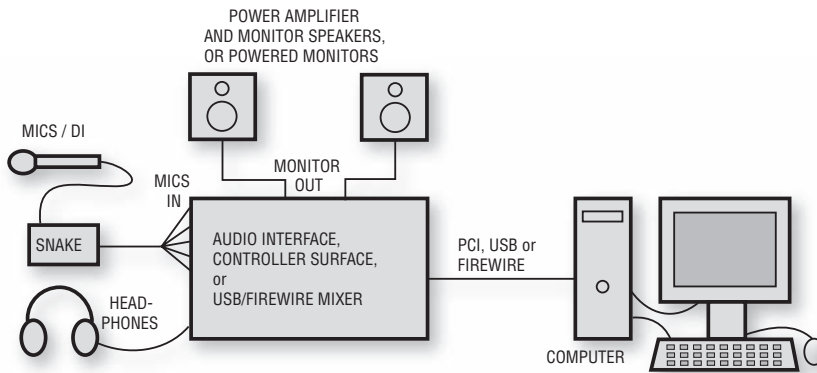 POWER AMPLIFIER
AND MONITOR SPEAKERS,
OR POWERED MONITORS
MICS / DI
MONITOR
OUT
MICS
IN
SNAKE
AUDIO INTERFACE,
CONTROLLER SURFACE,
or
USB/FIREWIRE MIXER
PCI, USB or
FIREWIRE
HEAD-
PHONES
COMPUTER